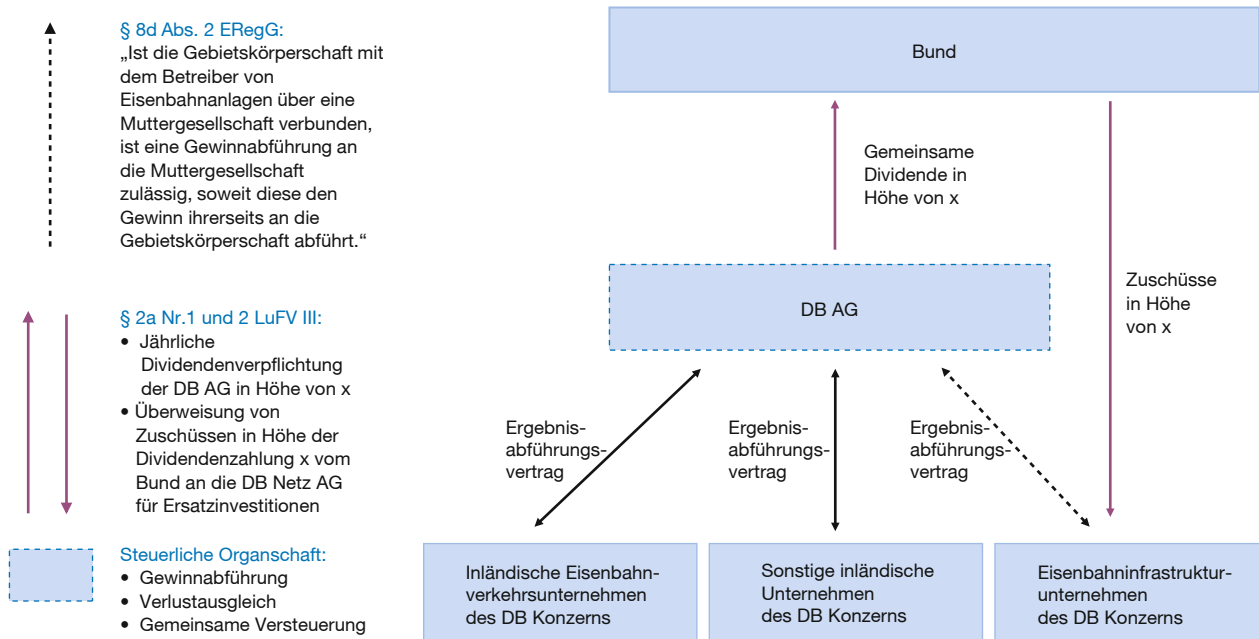 § 8d Abs. 2 ERegG:
„Ist die Gebietskörperschaft mit
dem Betreiber von
Eisenbahnanlagen über eine
Muttergesellschaft verbunden,
ist eine Gewinnabführung an
die Muttergesellschaft
zulässig, soweit diese den
Gewinn ihrerseits an die
Gebietskörperschaft abführt.“
§ 2a Nr.1 und 2 LuFV III:
• Jährliche
Dividendenverpflichtung
der DB AG in Höhe von x
• Überweisung von
Zuschüssen in Höhe der
Dividendenzahlung x vom
Bund an die DB Netz AG
für Ersatzinvestitionen
Steuerliche Organschaft:
• Gewinnabführung
• Verlustausgleich
• Gemeinsame Versteuerung
Bund
Gemeinsame
Dividende in
Höhe von x
Zuschüsse
in Höhe
von x
DB AG
Ergebnis-
abführungs-
vertrag
Ergebnis-
abführungs-
vertrag
Ergebnis-
abführungs-
vertrag
Inländische Eisenbahn-
verkehrsunternehmen
des DB Konzerns
Sonstige inländische
Unternehmen
des DB Konzerns
Eisenbahninfrastruktur-
unternehmen
des DB Konzerns